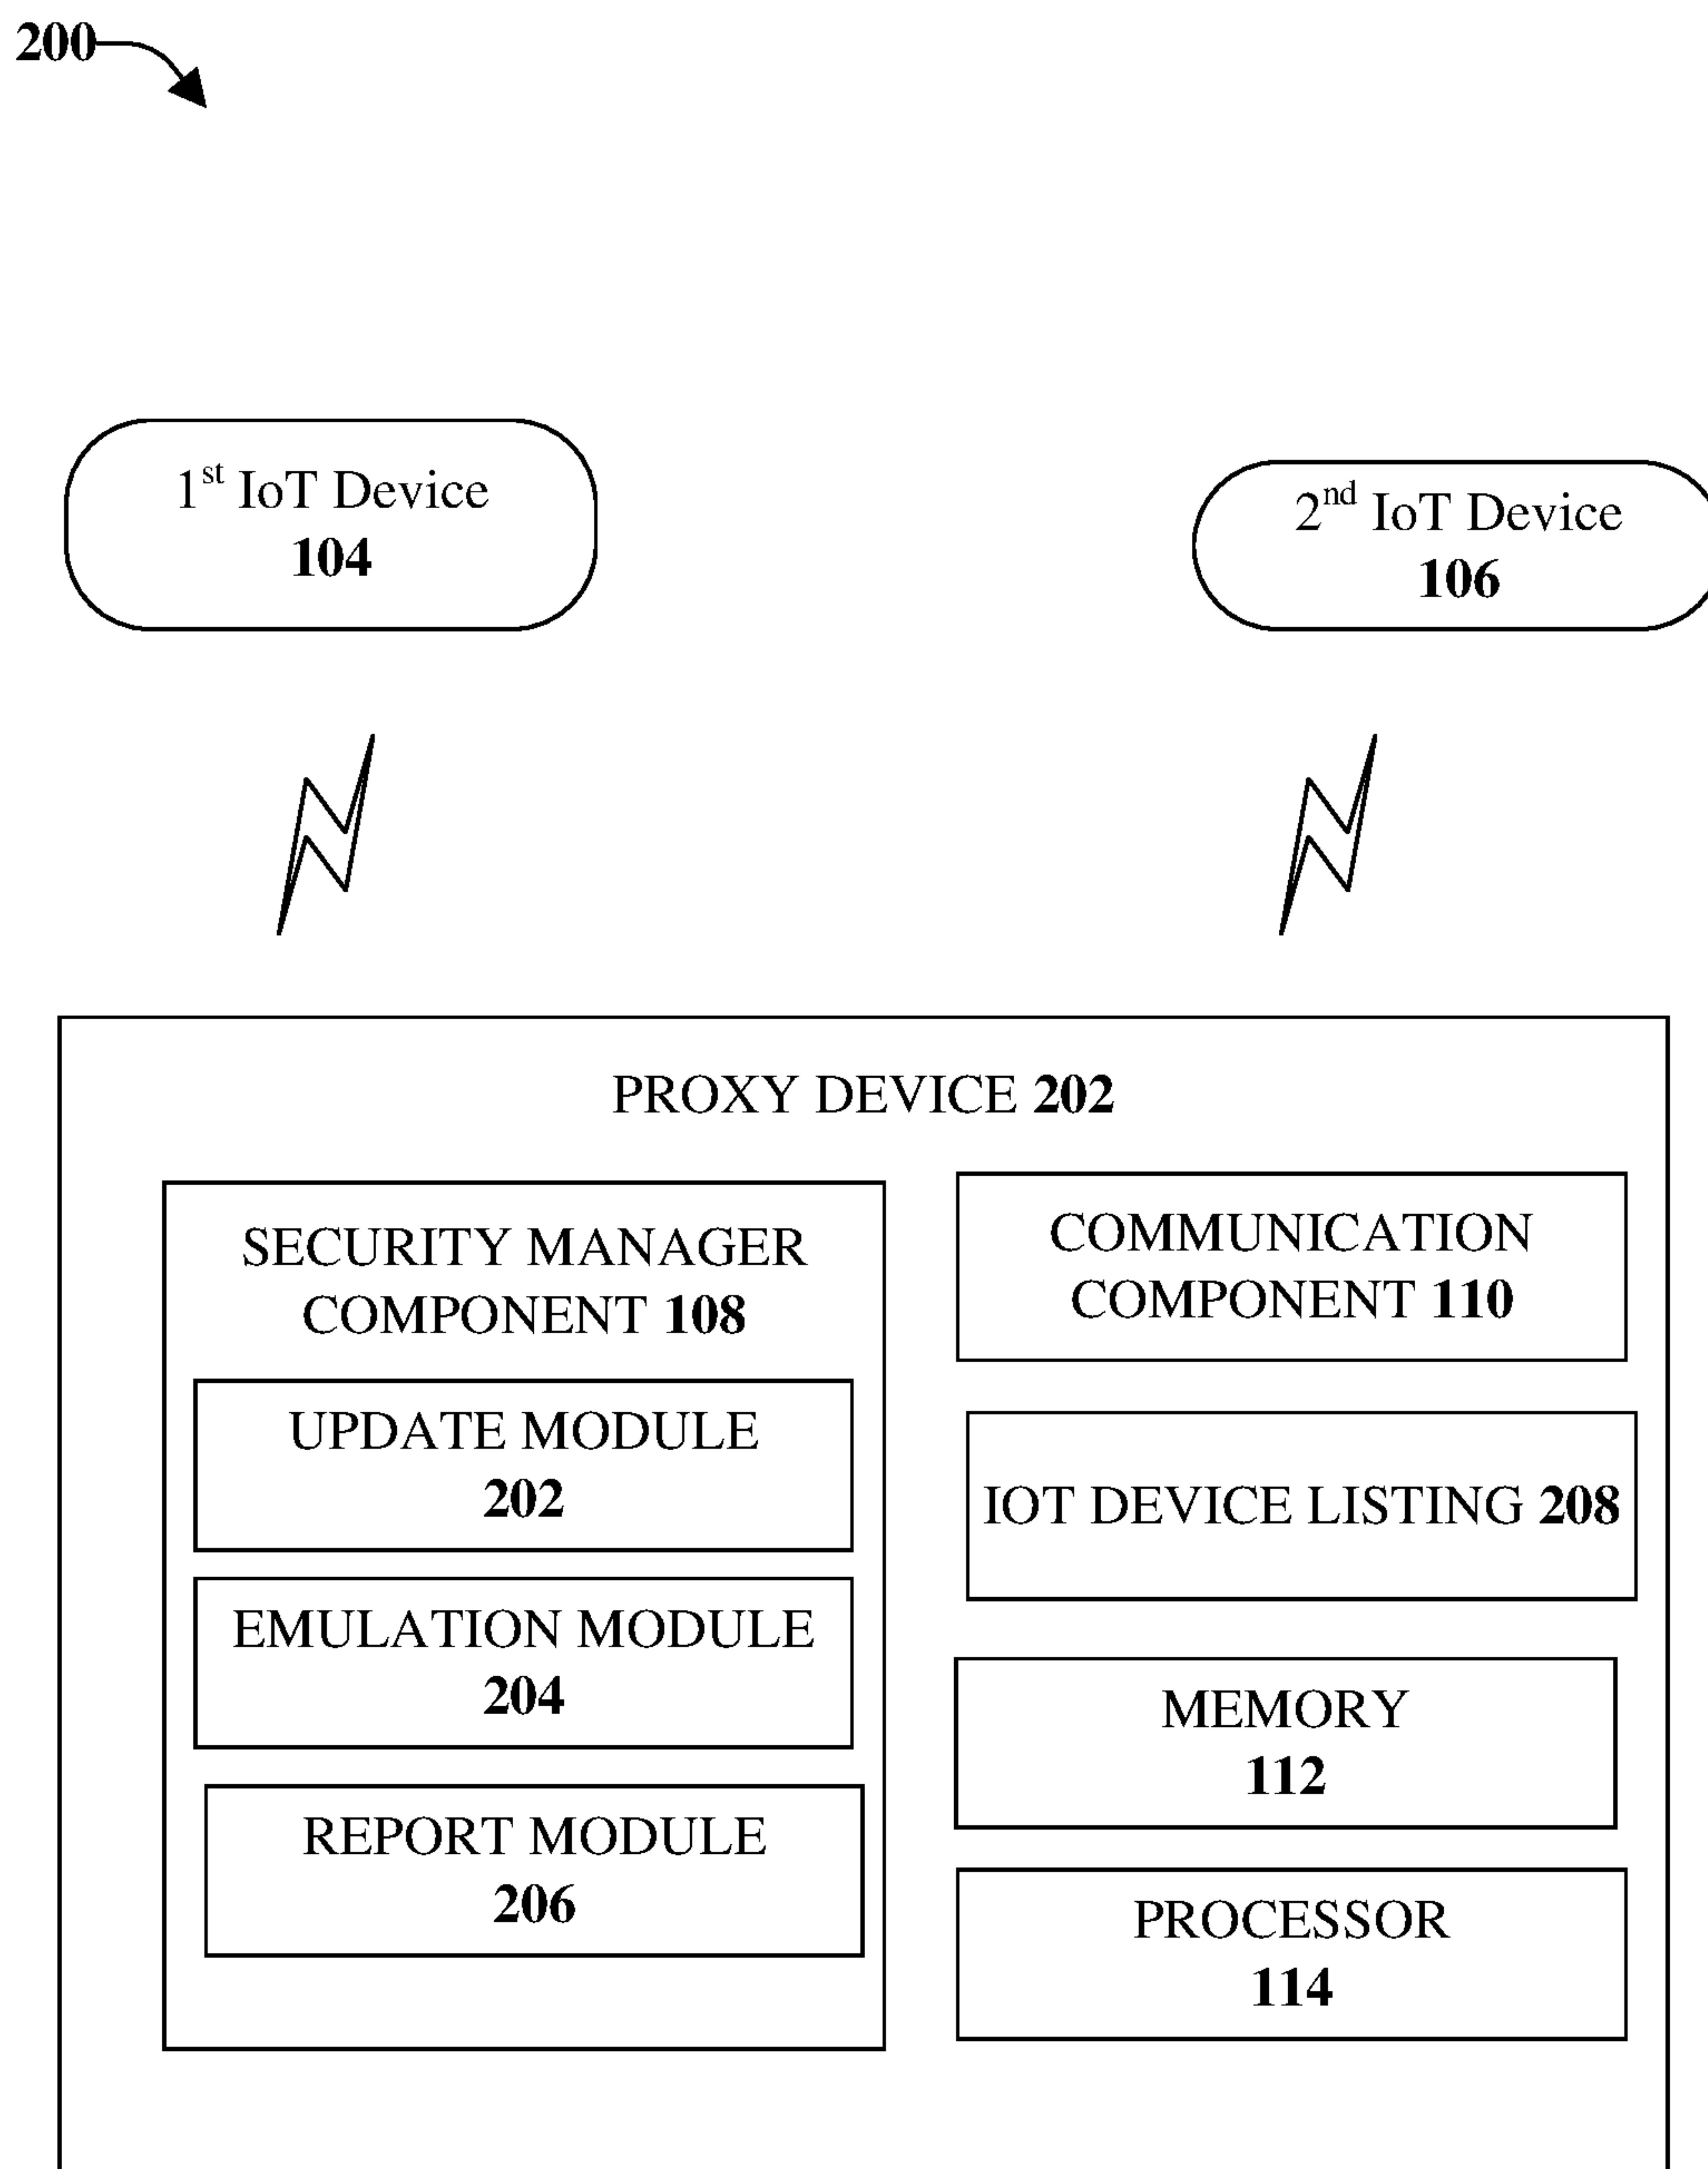 200
1st IoT Device
104
2nd IoT Device
106
PROXY DEVICE 202
SECURITY MANAGER
COMPONENT 108
UPDATE MODULE
202
EMULATION MODULE
204
REPORT MODULE
206
COMMUNICATION
COMPONENT 110
IOT DEVICE LISTING 208
MEMORY
112
PROCESSOR
114